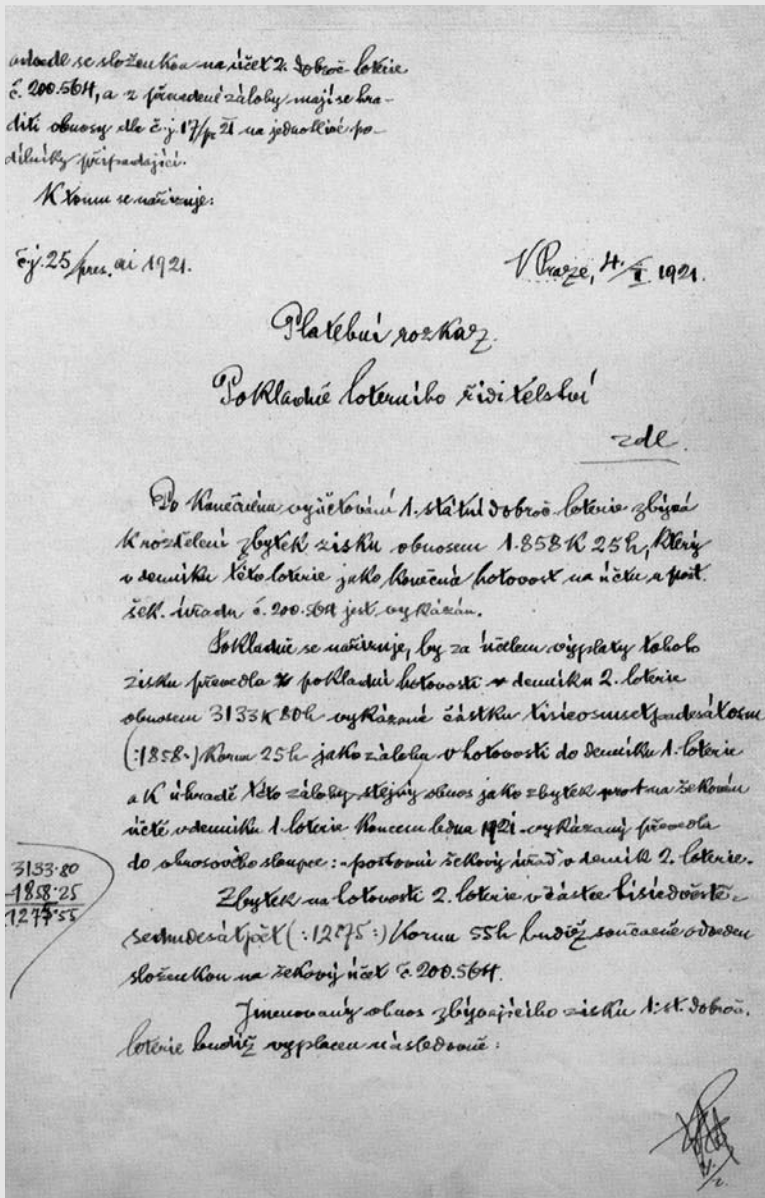 odvede se složenkou na účet 2. dobroč. loterie
č. 200.564, a z převedené zálohy mají se hra-
diti obnosy dle č.j. 17/pr 21 na jednotlivé po-
dílníky připadající.
K tomu se nařizuje:
č.j. 25/pres. ai 1921.
V Praze, 4./I. 1921.
Platební rozkaz.
Pokladně loterního ředitelství
zde.
Po konečném vyúčtování 1. státní dobroč. loterie zbývá
k rozdělení zbytek zisku obnosem 1.858 K 25 h, který
v denníku této loterie jako konečná hotovost na účtu u pošt.
šek. úřadu č. 200.564 jest vykázán.
Pokladně se nařizuje, by za účelem výplaty tohoto
zisku převedla z pokladní hotovosti v denníku 2. loterie
obnosem 3133 K 80 h vykázané částku tisícosmsetpadesátosm
(:1858:) Korun 25 h jako zálohu v hotovosti do denníku 1. loterie
a k úhradě této zálohy stejný obnos jako zbytek na šekovém
účtě v denníku 1. loterie koncem ledna 1921 vykázaný převedla
do obnosového sloupce: poštovní šekový úřad v denník 2. loterie.
3133·80
1858·25
1275·55
Zbytek na hotovosti 2. loterie v částce tisícdvěstě-
sedmdesátpět (:1275:) Korun 55 h budiž současně odveden
složenkou na šekový účet č. 200.564.
Jmenovaný obnos zbývajícího zisku 1. st. dobroč.
loterie budiž vyplacen následovně: